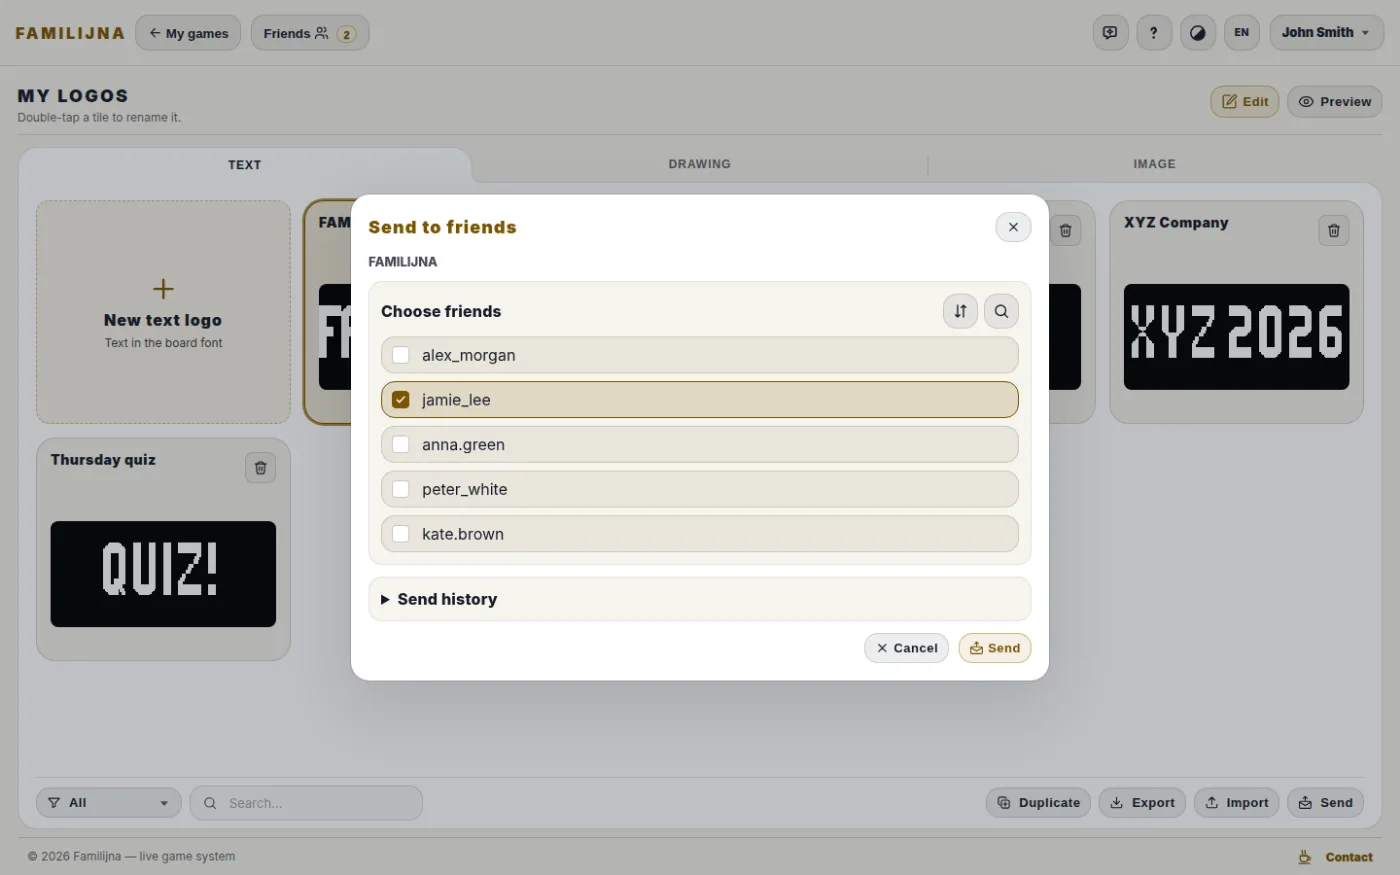 FAMILIJNA
My games
Friends
2
?
EN
John Smith
MY LOGOS
Double-tap a tile to rename it.
Edit
Preview
TEXT
DRAWING
IMAGE
New text logo
Text in the board font
FAM
XYZ Company
XYZ 2026
Thursday quiz
QUIZ!
Send to friends
FAMILIJNA
Choose friends
alex_morgan
jamie_lee
anna.green
peter_white
kate.brown
Send history
Cancel
Send
All
Search...
Duplicate
Export
Import
Send
© 2026 Familijna — live game system
Contact